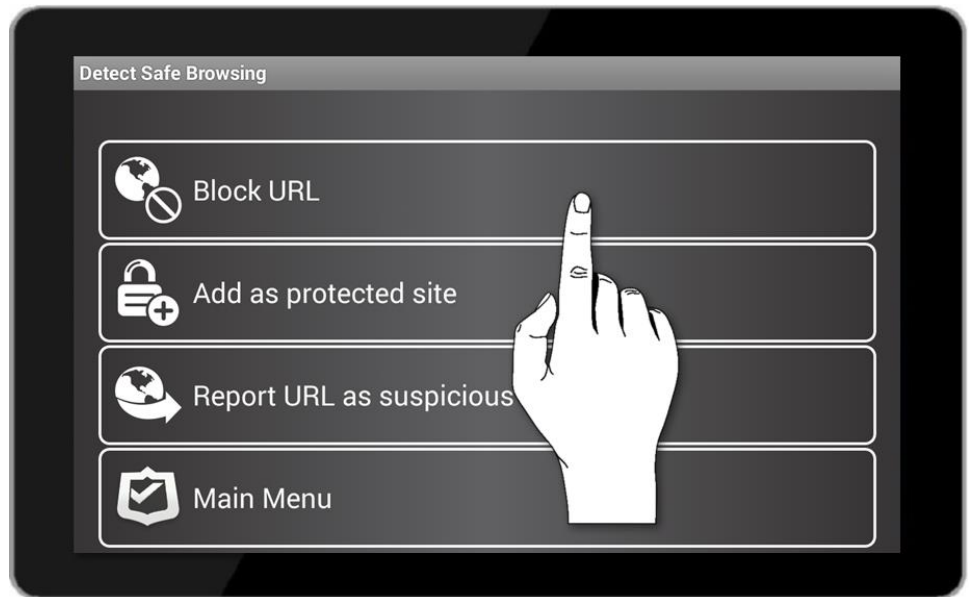 Detect Safe Browsing
Block URL
Add as protected site
Report URL as suspicious
Main Menu